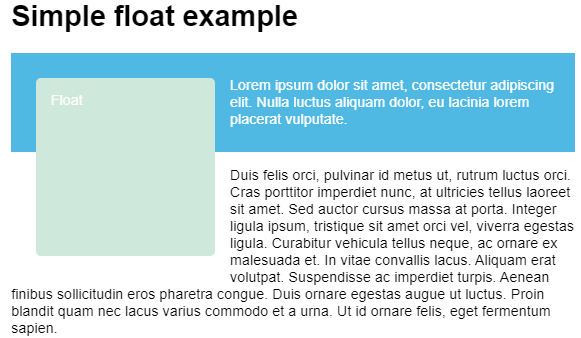 Simple float example
Float
Lorem ipsum dolor sit amet, consectetur adipiscing
elit. Nulla luctus aliquam dolor, eu lacinia lorem
placerat vulputate.
Duis felis orci, pulvinar id metus ut, rutrum luctus orci.
Cras porttitor imperdiet nunc, at ultricies tellus laoreet
sit amet. Sed auctor cursus massa at porta. Integer
ligula ipsum, tristique sit amet orci vel, viverra egestas
ligula. Curabitur vehicula tellus neque, ac ornare ex
malesuada et. In vitae convallis lacus. Aliquam erat
volutpat. Suspendisse ac imperdiet turpis. Aenean
finibus sollicitudin eros pharetra congue. Duis ornare egestas augue ut luctus. Proin
blandit quam nec lacus varius commodo et a urna. Ut id ornare felis, eget fermentum
sapien.